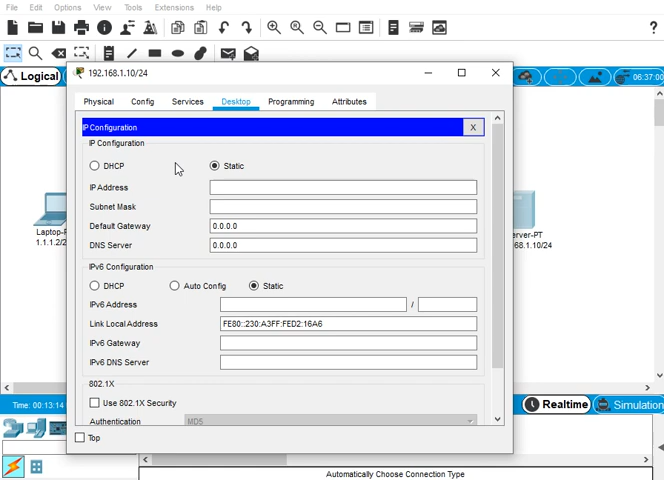 File Edit Options View Tools Extensions Help
?
Logical
06:37:00
192.168.1.10/24
Physical Config Services Desktop Programming Attributes
IP Configuration X
IP Configuration
DHCP Static
IP Address
Subnet Mask
Default Gateway 0.0.0.0
DNS Server 0.0.0.0
IPv6 Configuration
DHCP Auto Config Static
IPv6 Address /
Link Local Address FE80::230:A3FF:FED2:16A6
IPv6 Gateway
IPv6 DNS Server
802.1X
Use 802.1X Security
Authentication MD5
Top
Laptop-P
1.1.1.2/2
erver-PT
68.1.10/24
Time: 00:13:14
Realtime Simulation
Automatically Choose Connection Type